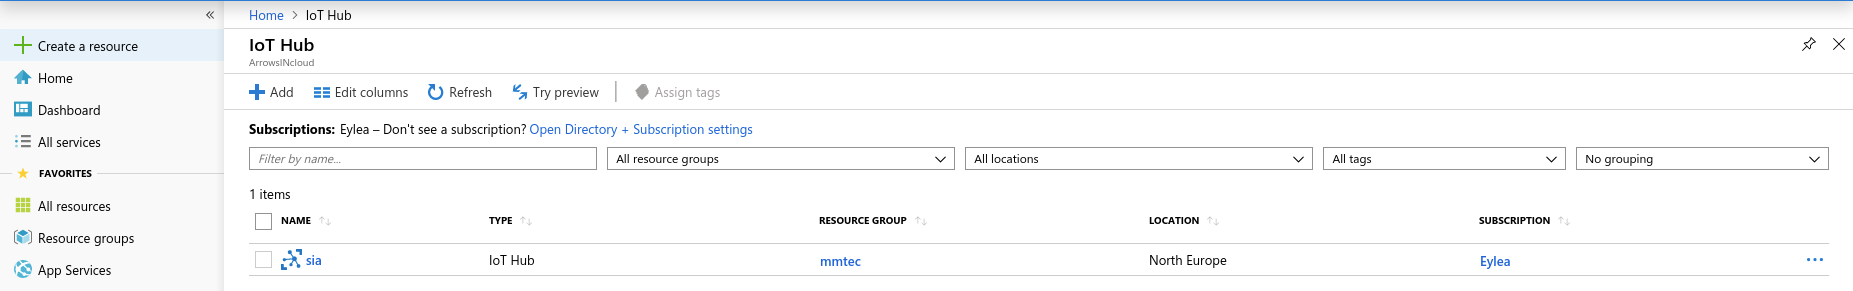 «
Home > IoT Hub
Create a resource
Home
Dashboard
All services
FAVORITES
All resources
Resource groups
App Services
IoT Hub
ArrowsINcloud
Add Edit columns Refresh Try preview Assign tags
Subscriptions: Eylea – Don't see a subscription? Open Directory + Subscription settings
Filter by name... All resource groups All locations All tags No grouping
1 items
NAME TYPE RESOURCE GROUP LOCATION SUBSCRIPTION
sia IoT Hub mmtec North Europe Eylea